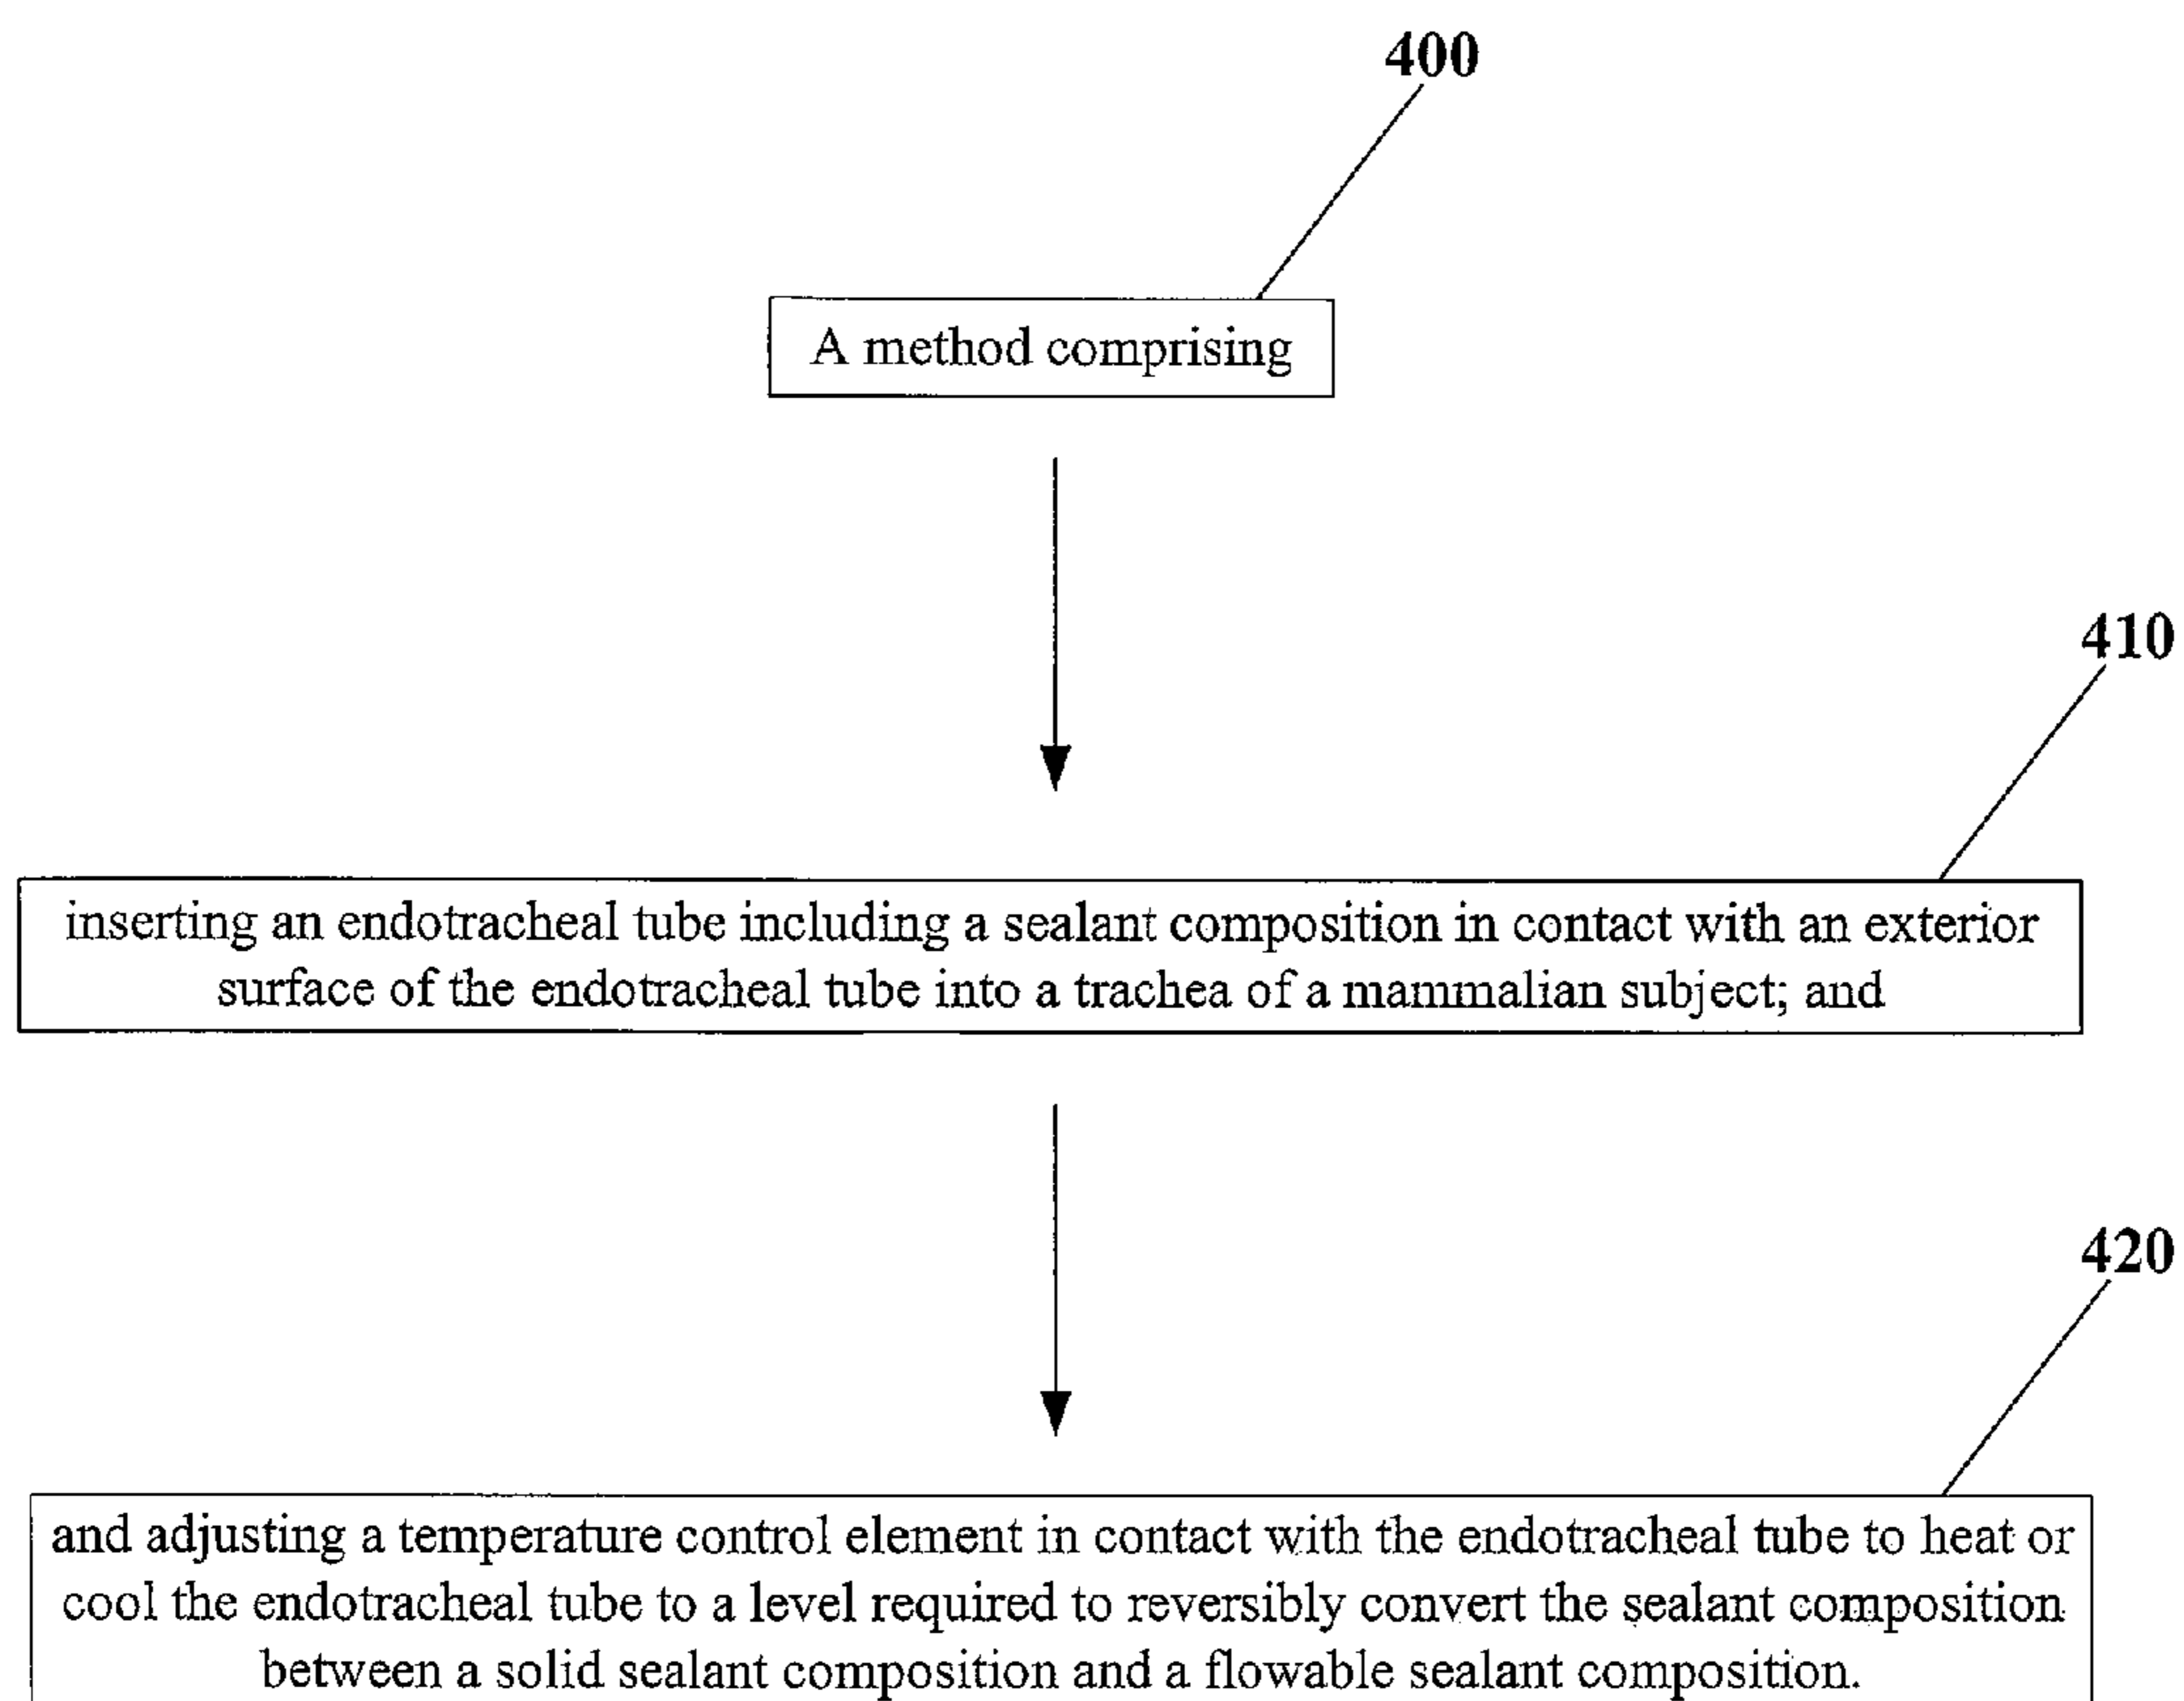 400
A method comprising
410
inserting an endotracheal tube including a sealant composition in contact with an exterior
surface of the endotracheal tube into a trachea of a mammalian subject; and
420
and adjusting a temperature control element in contact with the endotracheal tube to heat or
cool the endotracheal tube to a level required to reversibly convert the sealant composition
between a solid sealant composition and a flowable sealant composition.